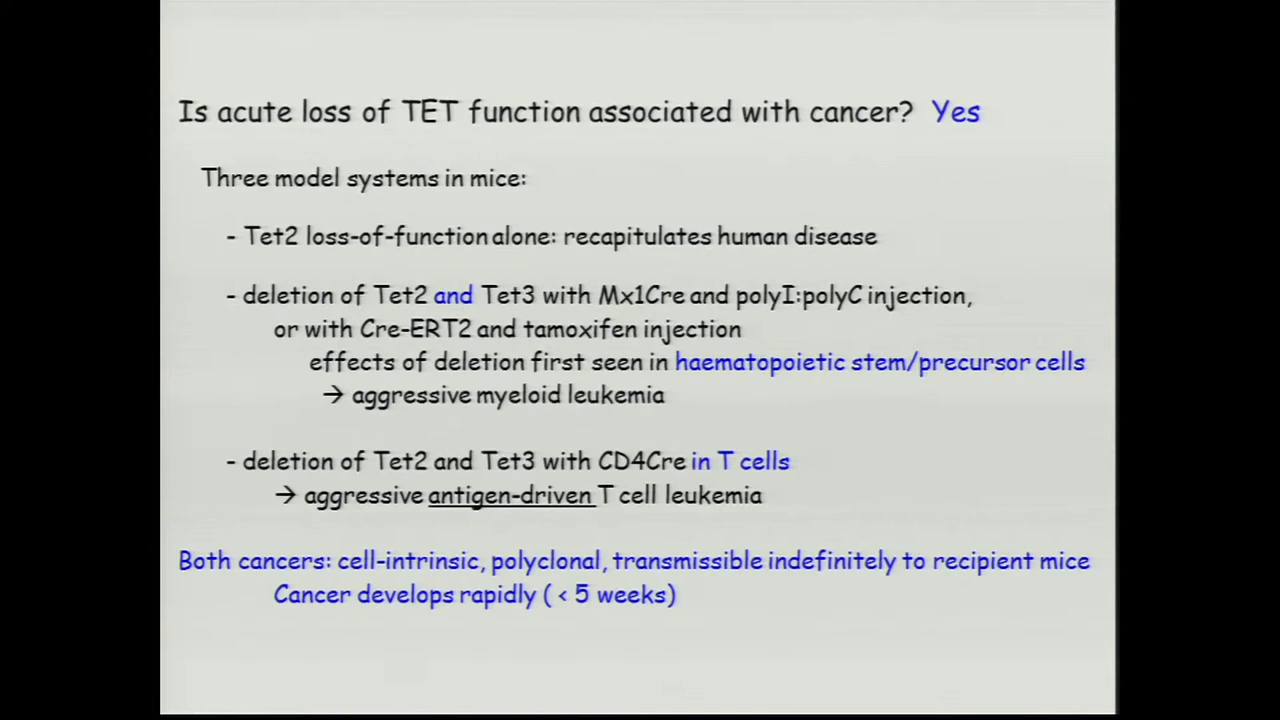 Is acute loss of TET function associated with cancer? Yes
Three model systems in mice:
- Tet2 loss-of-function alone: recapitulates human disease
- deletion of Tet2 and Tet3 with Mx1Cre and polyI:polyC injection,
or with Cre-ERT2 and tamoxifen injection
effects of deletion first seen in haematopoietic stem/precursor cells
→ aggressive myeloid leukemia
- deletion of Tet2 and Tet3 with CD4Cre in T cells
→ aggressive antigen-driven T cell leukemia
Both cancers: cell-intrinsic, polyclonal, transmissible indefinitely to recipient mice
Cancer develops rapidly ( < 5 weeks)